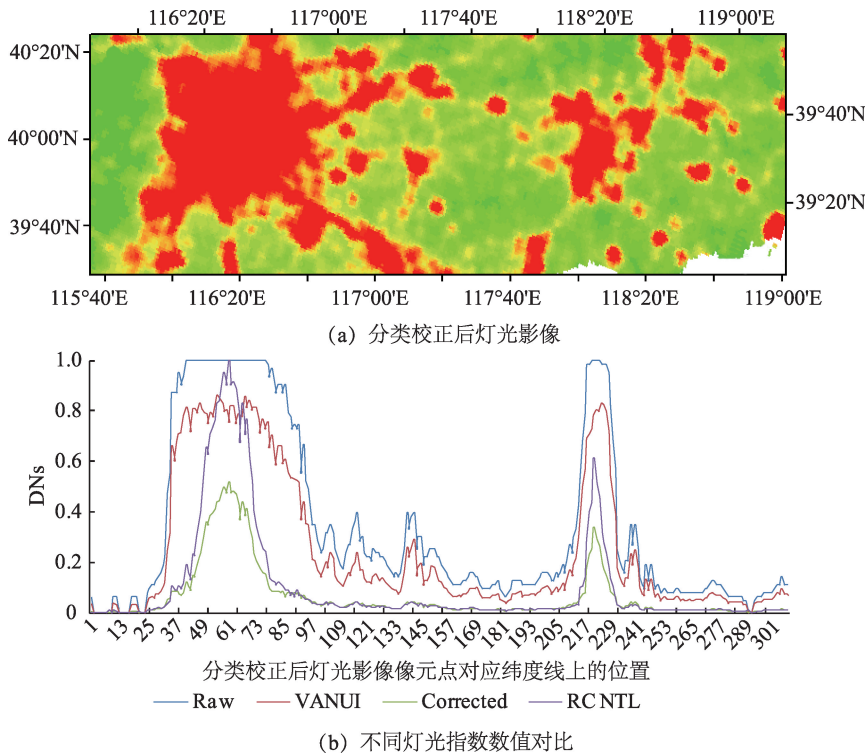 116°20'E 117°00'E 117°40'E 118°20'E 119°00'E
40°20'N
40°00'N
39°40'N
39°40'N
39°20'N
115°40'E 116°20'E 117°00'E 117°40'E 118°20'E 119°00'E
(a) 分类校正后灯光影像
1.0
0.8
0.6
0.4
0.2
0
DNs
1 13 25 37 49 61 73 85 97 109 121 133 145 157 169 181 193 205 217 229 241 253 265 277 289 301
分类校正后灯光影像像元点对应纬度线上的位置
Raw VANUI Corrected RC NTL
(b) 不同灯光指数数值对比